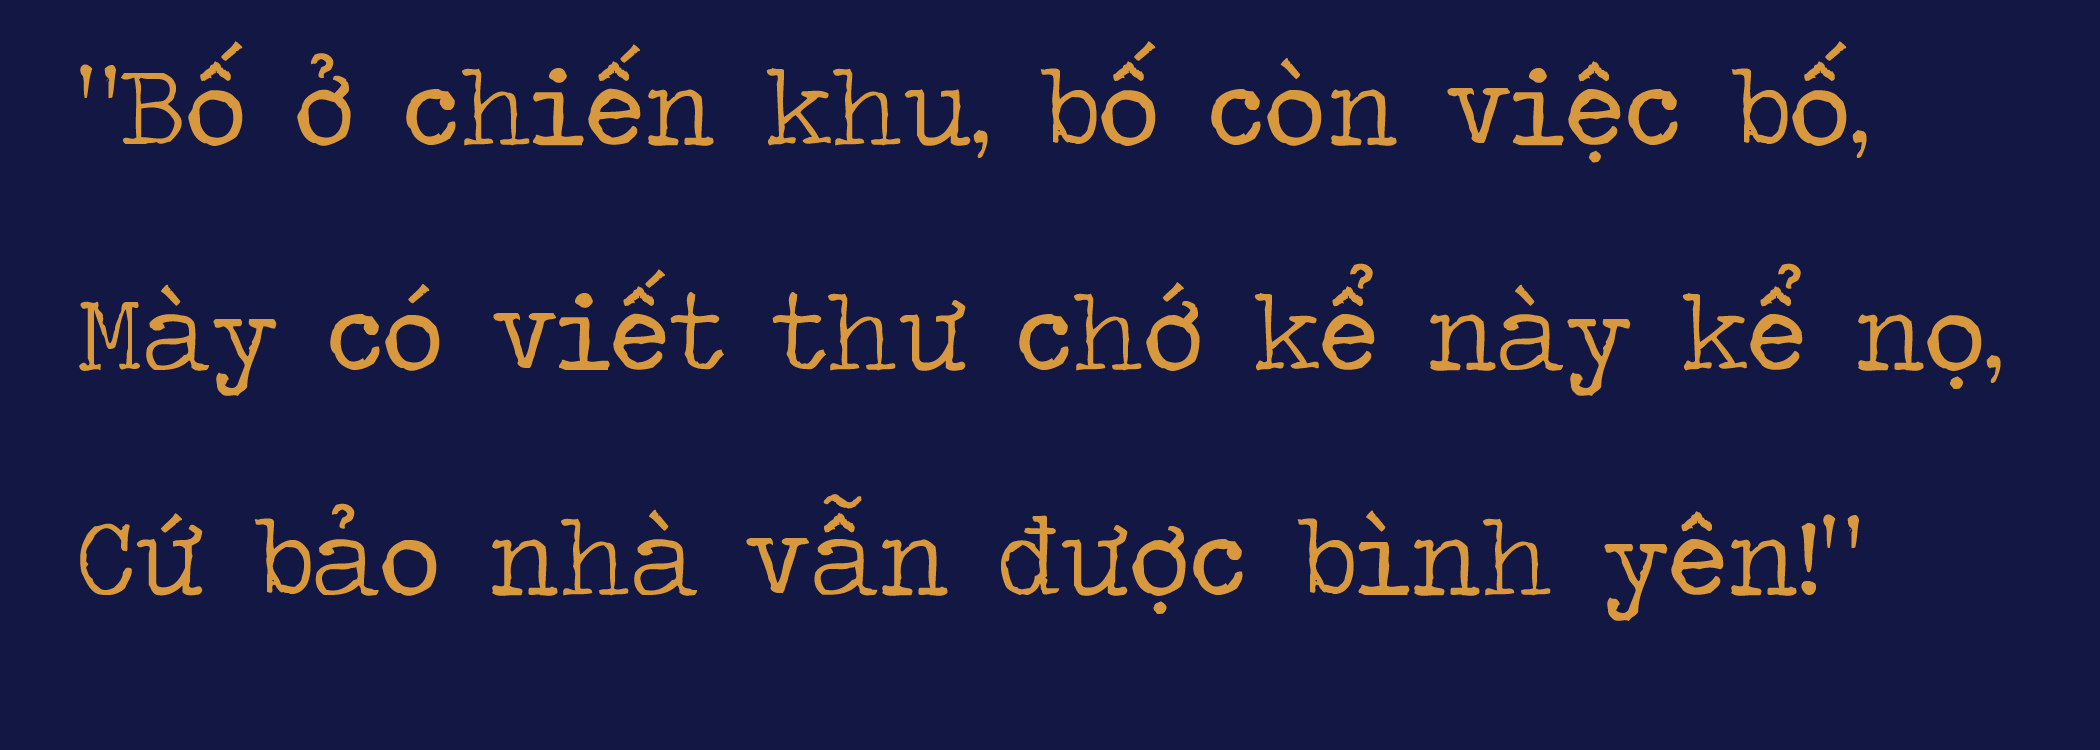 "Bố ở chiến khu, bố còn việc bố,
Mày có viết thư chớ kể này kể nọ,
Cứ bảo nhà vẫn được bình yên!"